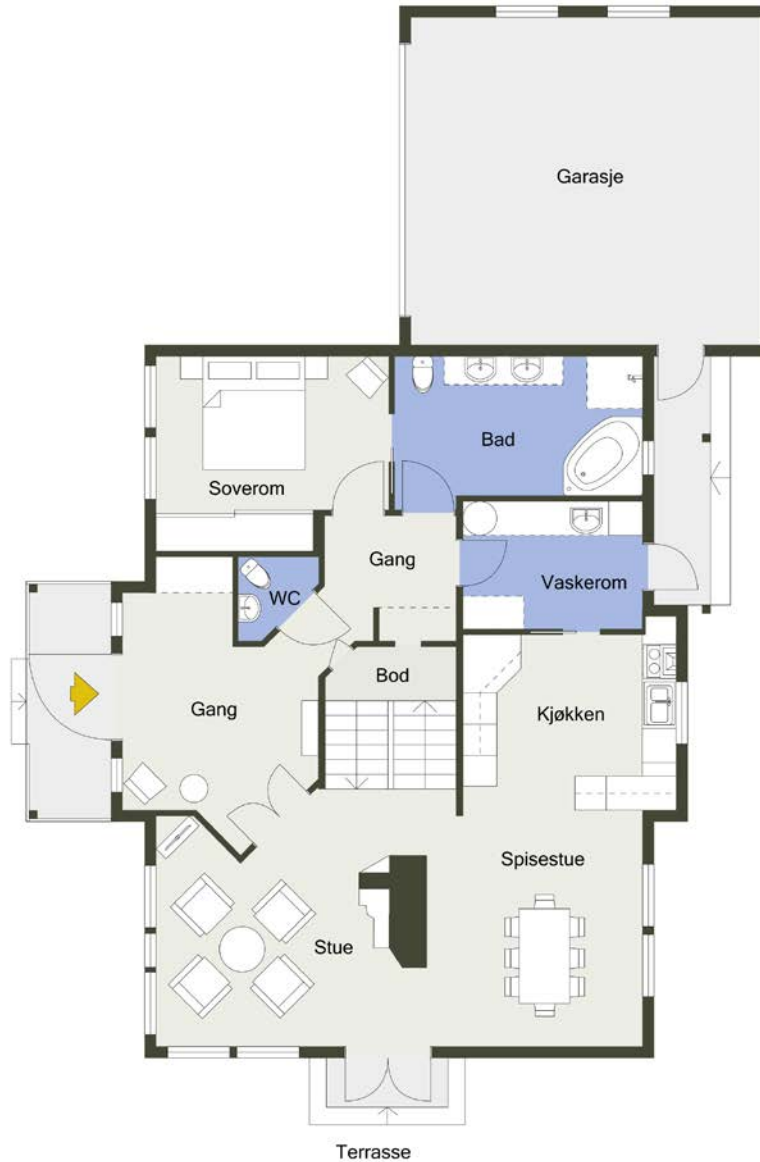 Garasje
Bad
Soverom
Gang
Vaskerom
WC
Bod
Gang
Kjøkken
Spisestue
Stue
Terrasse